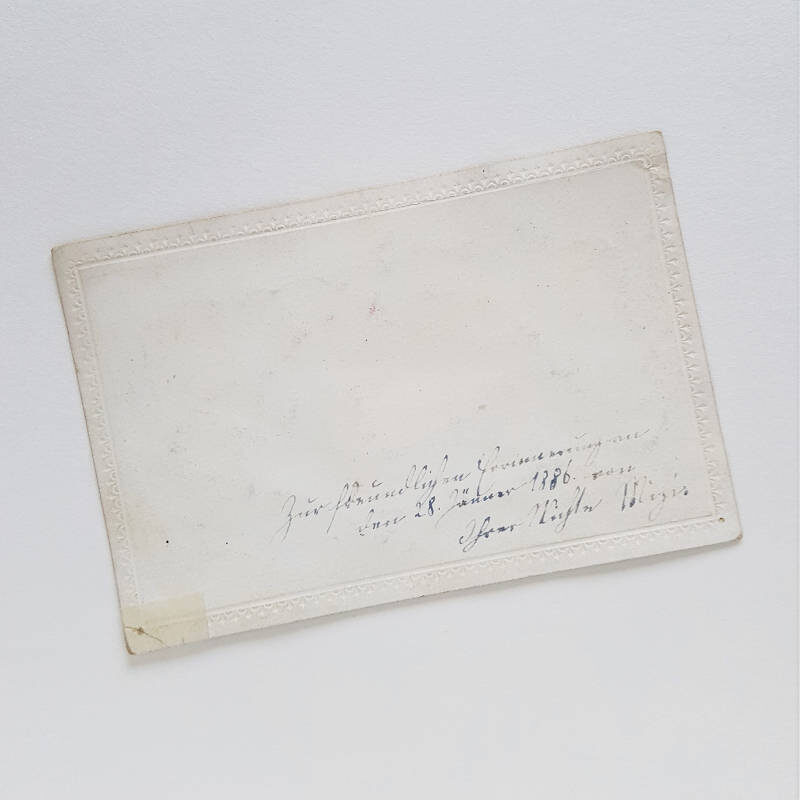 Zur freundlichen Erinnerung an
den 28. Jänner 1886. von
Ihrer Nichte Mizi